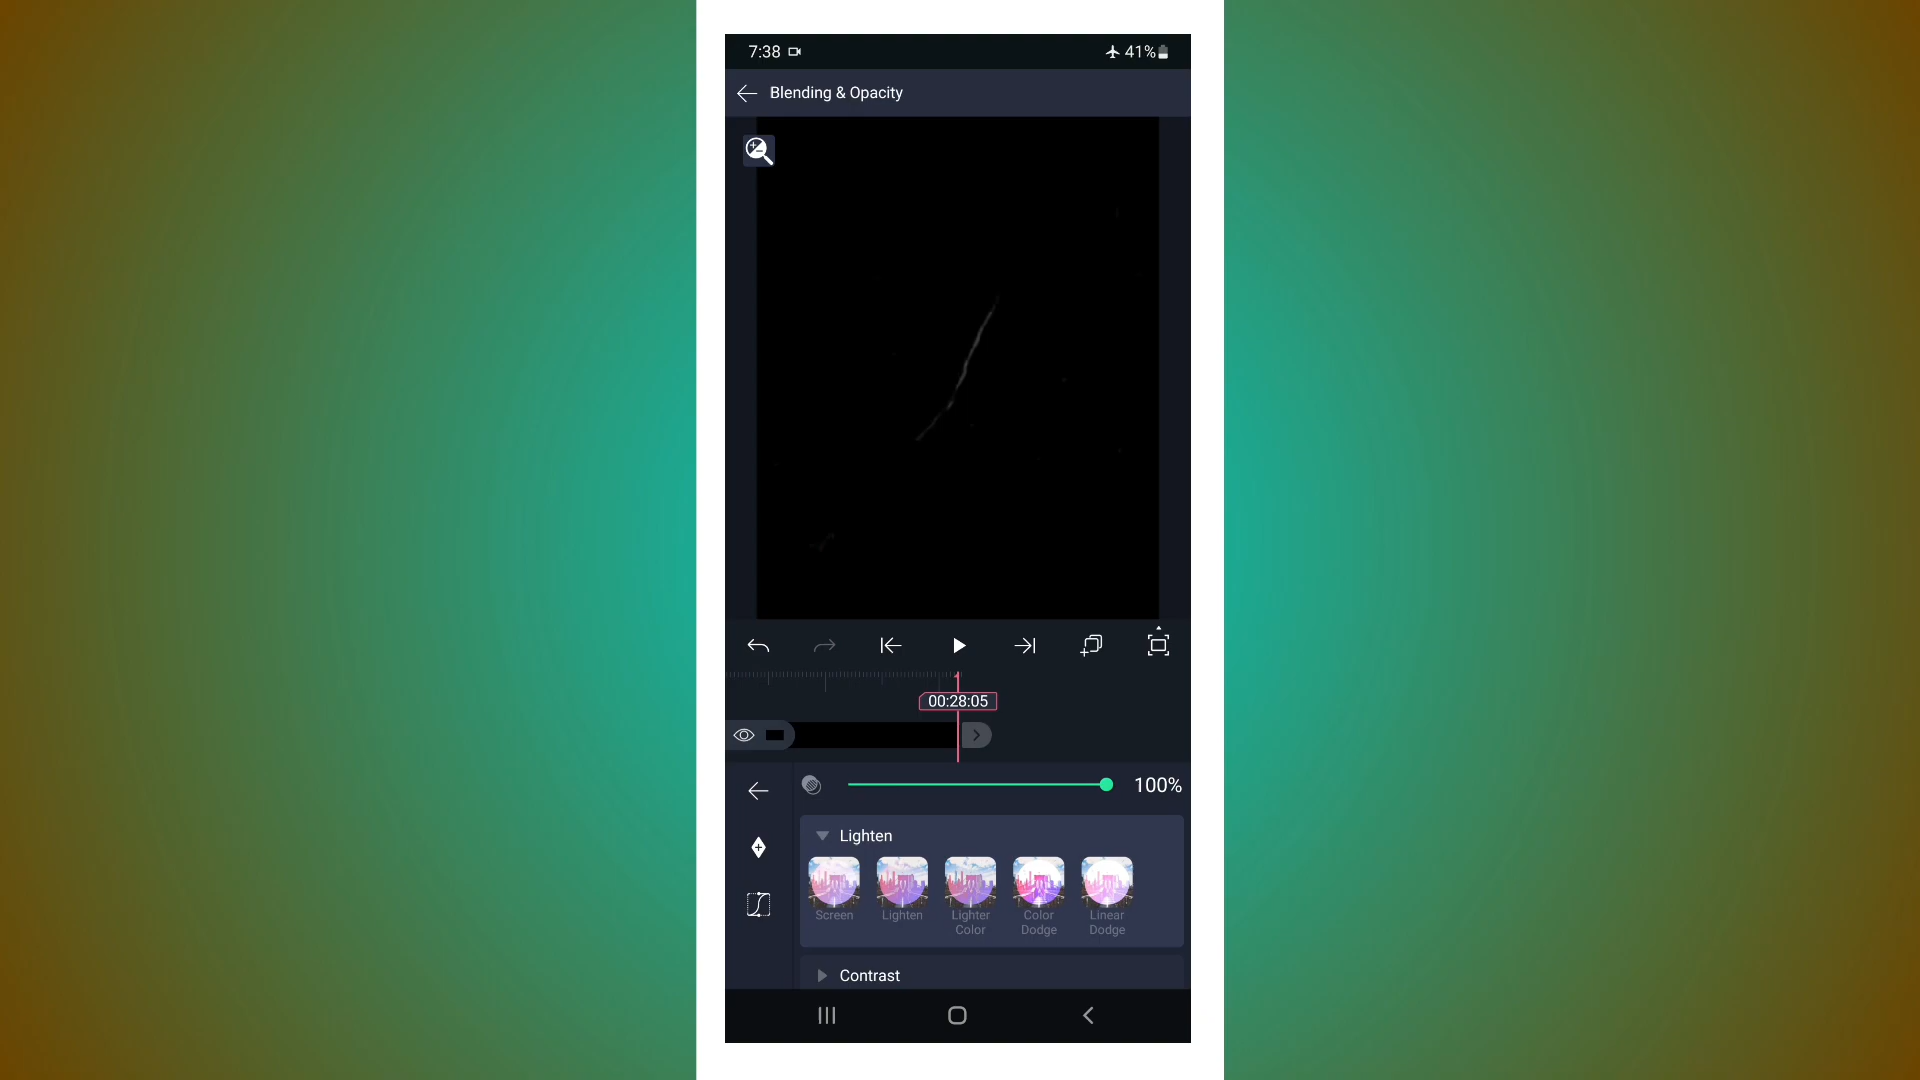 7:38
41%
Blending & Opacity
00:28:05
100%
Lighten
Screen
Lighten
Lighter
Color
Color
Dodge
Linear
Dodge
Contrast